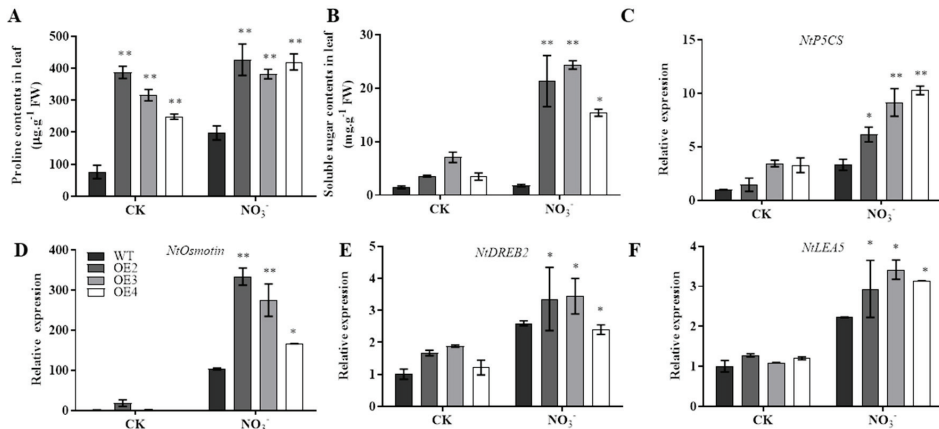 A
Proline content in leaf
(μg·g⁻¹ FW)
500
400
300
200
100
0
**
**
**
**
**
**
CK
NO₃⁻
B
Soluble sugar contents in leaf
(mg·g⁻¹ FW)
30
20
10
0
**
**
*
CK
NO₃⁻
C
NtP5CS
Relative expression
15
10
5
0
*
**
**
CK
NO₃⁻
D
NtOsmotin
WT
OE2
OE3
OE4
Relative expression
400
300
200
100
0
**
**
*
CK
NO₃⁻
E
NtDREB2
Relative expression
5
4
3
2
1
0
*
*
*
CK
NO₃⁻
F
NtLEA5
Relative expression
4
3
2
1
0
*
*
*
CK
NO₃⁻